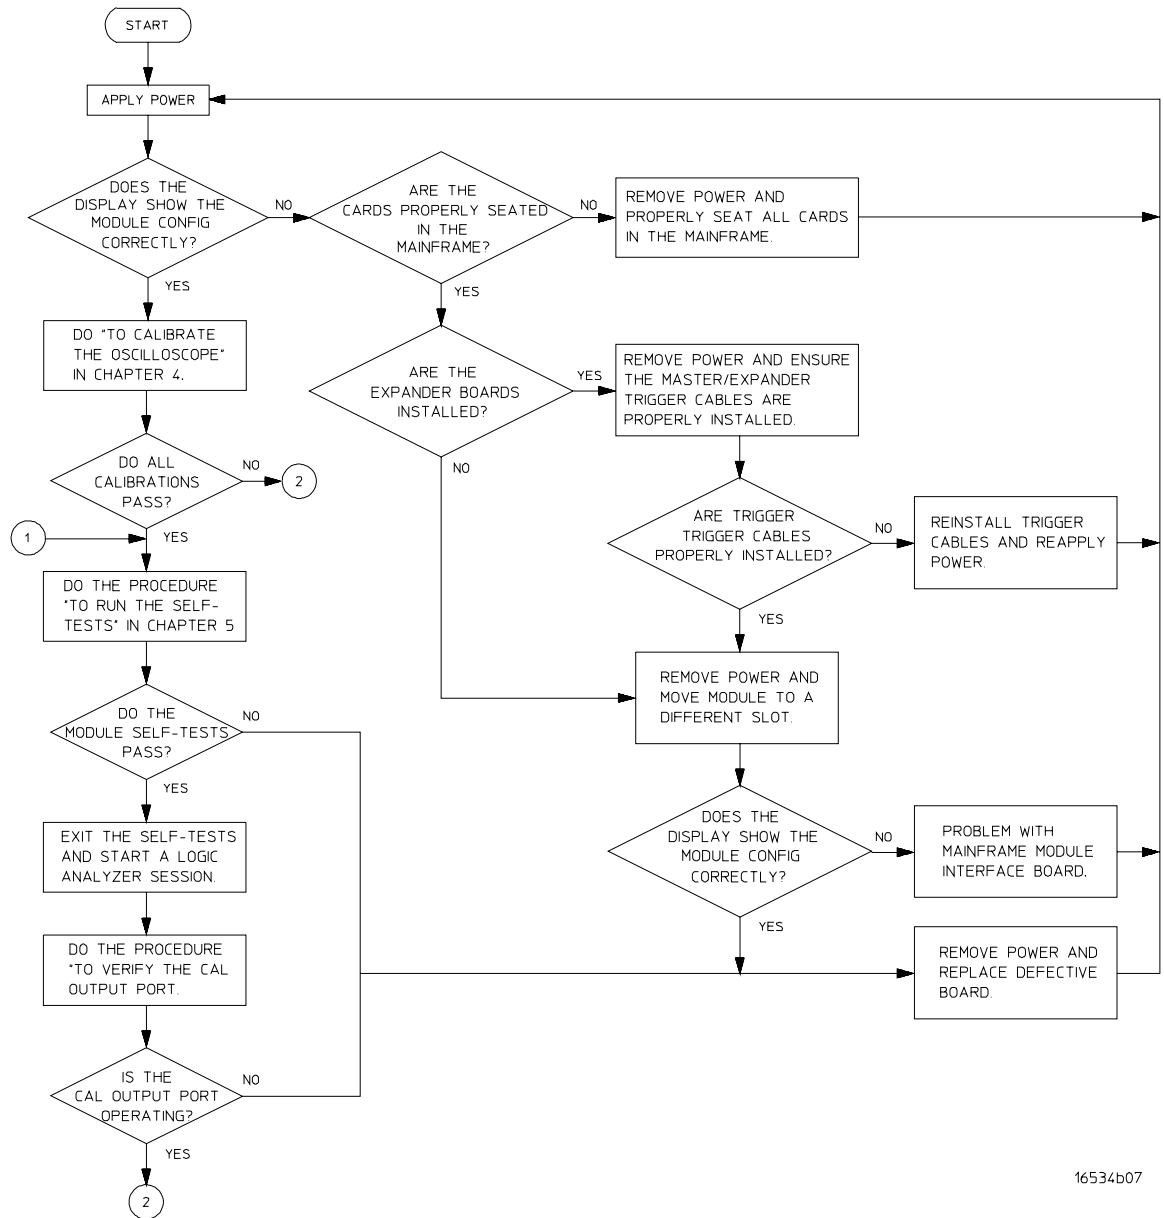 START
APPLY POWER
DOES THE
DISPLAY SHOW THE
MODULE CONFIG
CORRECTLY?
NO
YES
ARE THE
CARDS PROPERLY SEATED
IN THE
MAINFRAME?
NO
YES
REMOVE POWER AND
PROPERLY SEAT ALL CARDS
IN THE MAINFRAME.
DO "TO CALIBRATE
THE OSCILLOSCOPE"
IN CHAPTER 4.
ARE THE
EXPANDER BOARDS
INSTALLED?
YES
NO
REMOVE POWER AND ENSURE
THE MASTER/EXPANDER
TRIGGER CABLES ARE
PROPERLY INSTALLED.
DO ALL
CALIBRATIONS
PASS?
NO
2
YES
1
ARE TRIGGER
TRIGGER CABLES
PROPERLY INSTALLED?
NO
YES
REINSTALL TRIGGER
CABLES AND REAPPLY
POWER.
DO THE PROCEDURE
"TO RUN THE SELF-
TESTS" IN CHAPTER 5
REMOVE POWER AND
MOVE MODULE TO A
DIFFERENT SLOT.
DO THE
MODULE SELF-TESTS
PASS?
NO
YES
DOES THE
DISPLAY SHOW THE
MODULE CONFIG
CORRECTLY?
NO
YES
PROBLEM WITH
MAINFRAME MODULE
INTERFACE BOARD.
EXIT THE SELF-TESTS
AND START A LOGIC
ANALYZER SESSION.
DO THE PROCEDURE
"TO VERIFY THE CAL
OUTPUT PORT.
REMOVE POWER AND
REPLACE DEFECTIVE
BOARD.
IS THE
CAL OUTPUT PORT
OPERATING?
NO
YES
2
16534b07